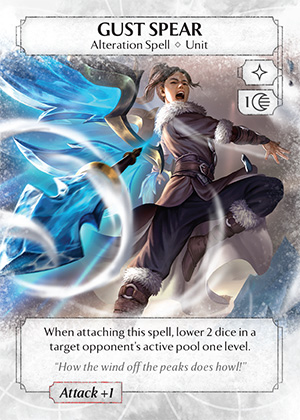 GUST SPEAR
Alteration Spell ⋄ Unit
1
When attaching this spell, lower 2 dice in a
target opponent's active pool one level.
"How the wind off the peaks does howl!"
Attack +1